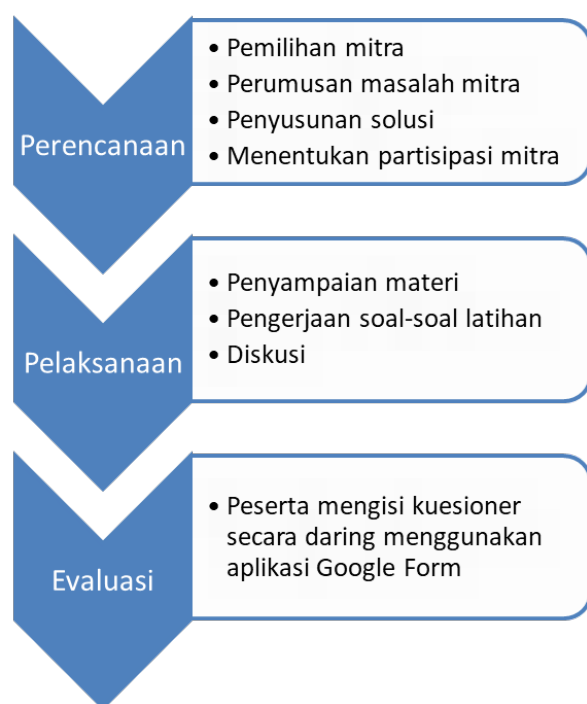 Perencanaan
• Pemilihan mitra
• Perumusan masalah mitra
• Penyusunan solusi
• Menentukan partisipasi mitra
Pelaksanaan
• Penyampaian materi
• Pengerjaan soal-soal latihan
• Diskusi
Evaluasi
• Peserta mengisi kuesioner
secara daring menggunakan
aplikasi Google Form